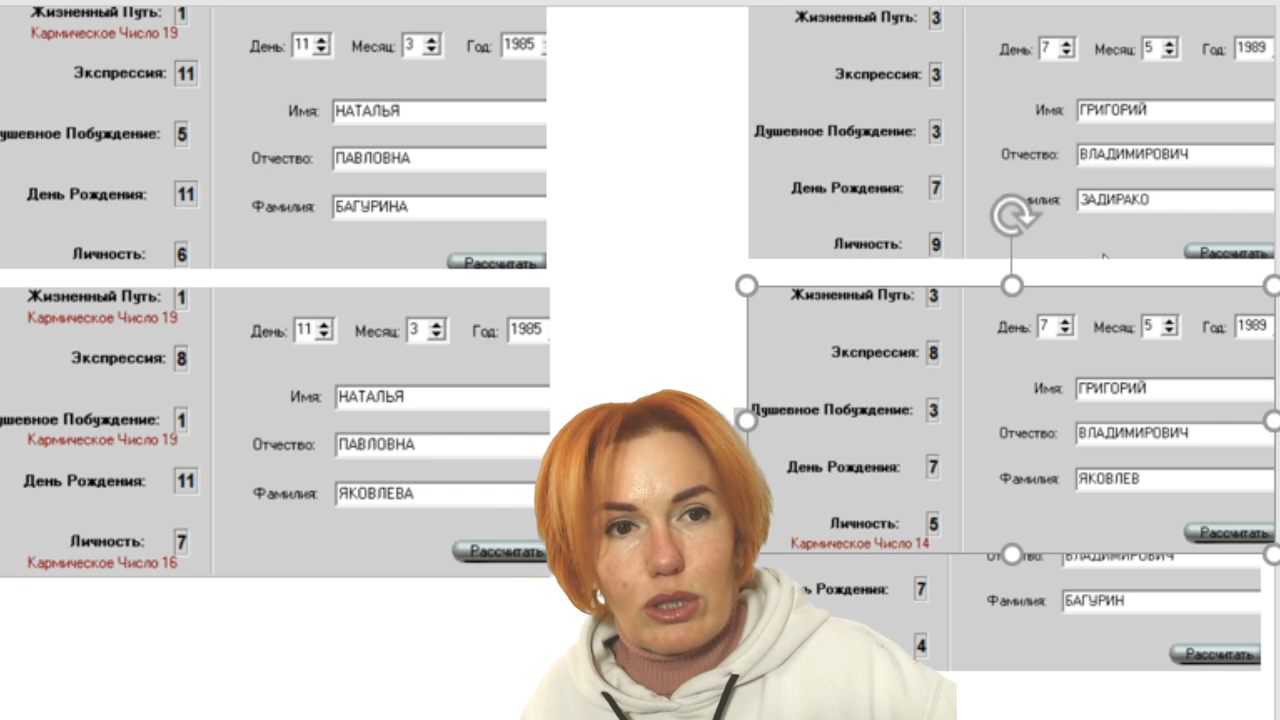 Жизненный Путь: 1
Кармическое Число 19
Экспрессия: 11
ушевное Побуждение: 5
День Рождения: 11
Личность: 6
День: 11 Месяц: 3 Год: 1985
Имя: НАТАЛЬЯ
Отчество: ПАВЛОВНА
Фамилия: БАГУРИНА
Рассчитать
Жизненный Путь: 3
Экспрессия: 3
Душевное Побуждение: 3
День Рождения: 7
Личность: 9
День: 7 Месяц: 5 Год: 1989
Имя: ГРИГОРИЙ
Отчество: ВЛАДИМИРОВИЧ
милия: ЗАДИРАКО
Рассчитать
Жизненный Путь: 1
Кармическое Число 19
Экспрессия: 8
ушевное Побуждение: 1
Кармическое Число 19
День Рождения: 11
Личность: 7
Кармическое Число 16
День: 11 Месяц: 3 Год: 1985
Имя: НАТАЛЬЯ
Отчество: ПАВЛОВНА
Фамилия: ЯКОВЛЕВА
Рассчитать
Жизненный Путь: 3
Экспрессия: 8
Душевное Побуждение: 3
День Рождения: 7
Личность: 5
Кармическое Число 14
День: 7 Месяц: 5 Год: 1989
Имя: ГРИГОРИЙ
Отчество: ВЛАДИМИРОВИЧ
Фамилия: ЯКОВЛЕВ
Рассчитать
ь Рождения: 7
4
ВЛАДИМИРОВИЧ
Фамилия: БАГУРИН
Рассчитать